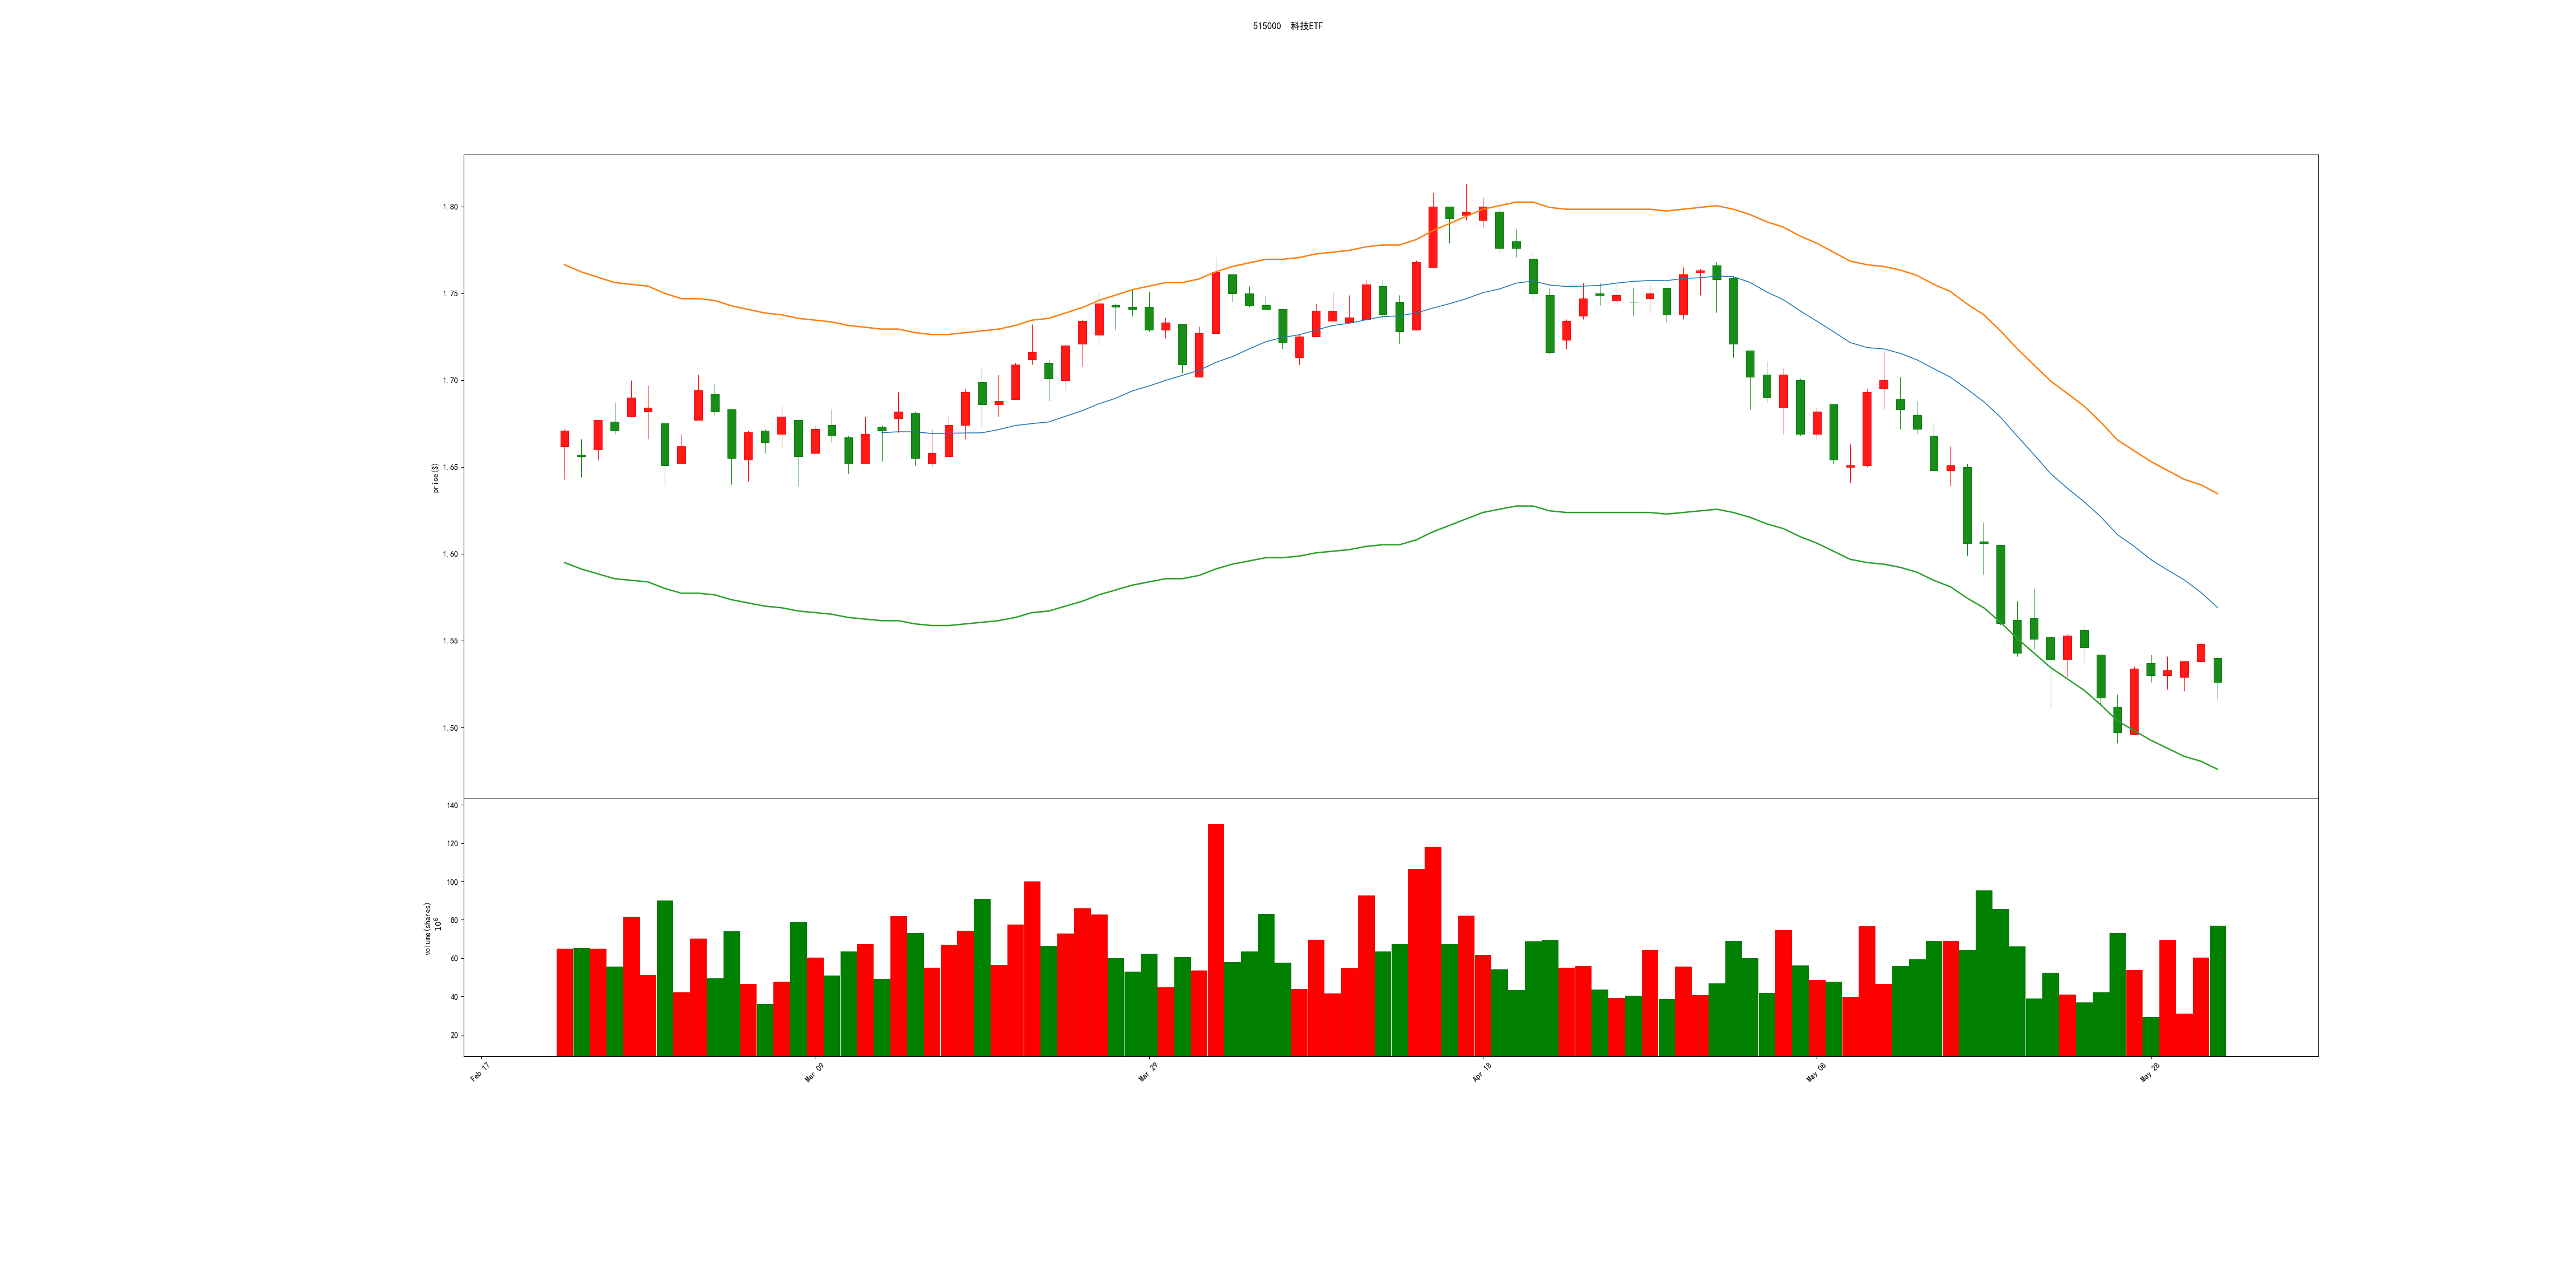 515000 科技ETF
price($)
1.80
1.75
1.70
1.65
1.60
1.55
1.50
volume(shares)
10^6
140
120
100
80
60
40
20
Feb 17
Mar 09
Mar 29
Apr 18
May 08
May 28